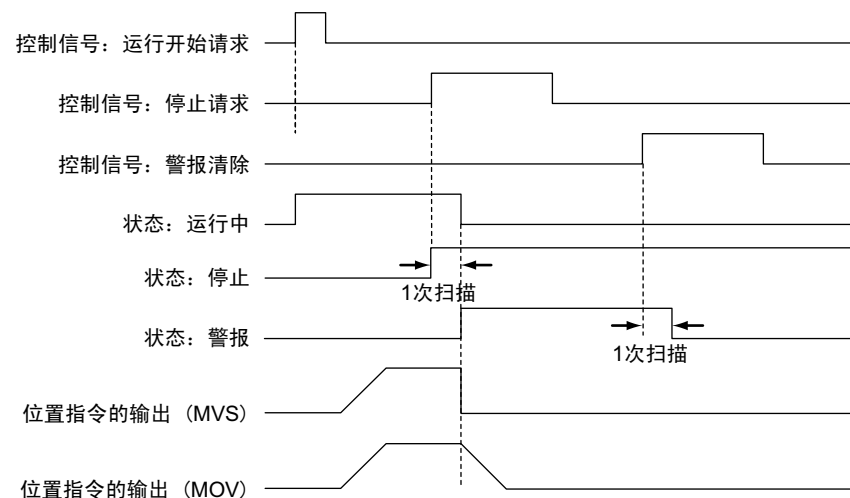 控制信号：运行开始请求
控制信号：停止请求
控制信号：警报清除
状态：运行中
状态：停止
1次扫描
状态：警报
1次扫描
位置指令的输出（MVS）
位置指令的输出（MOV）